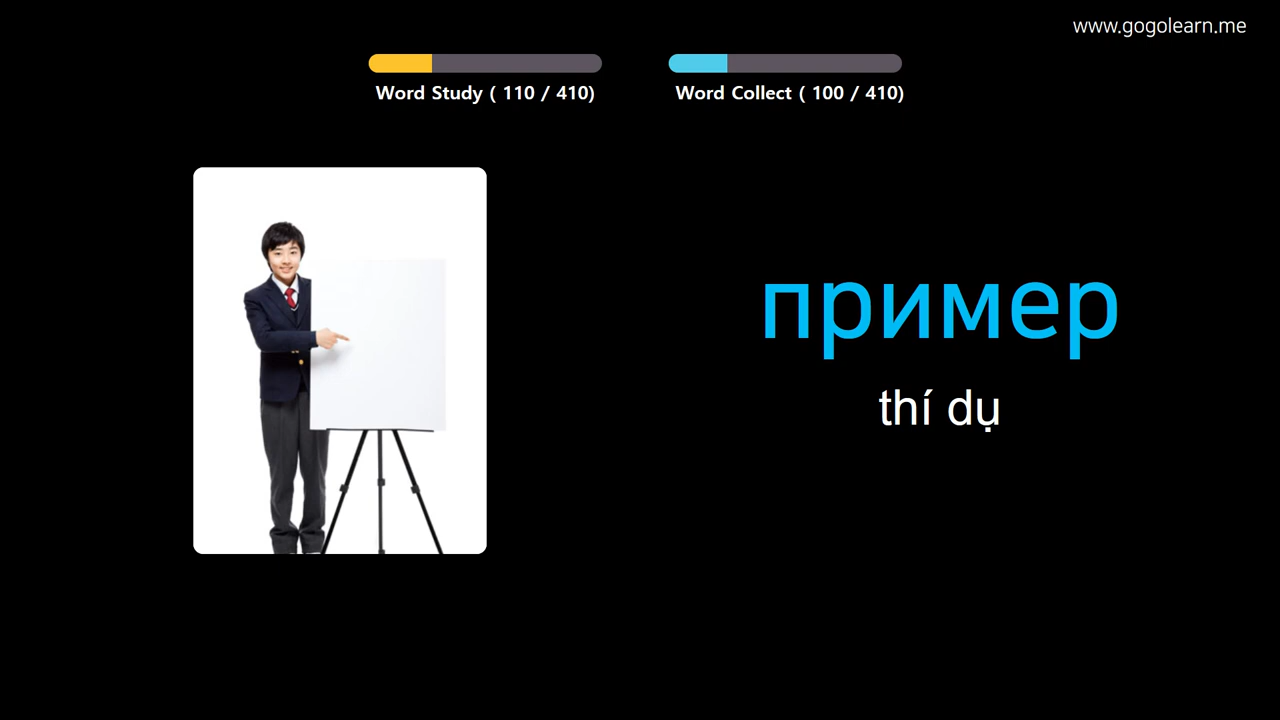 www.gogolearn.me
Word Study ( 110 / 410)
Word Collect ( 100 / 410)
пример
thí dụ